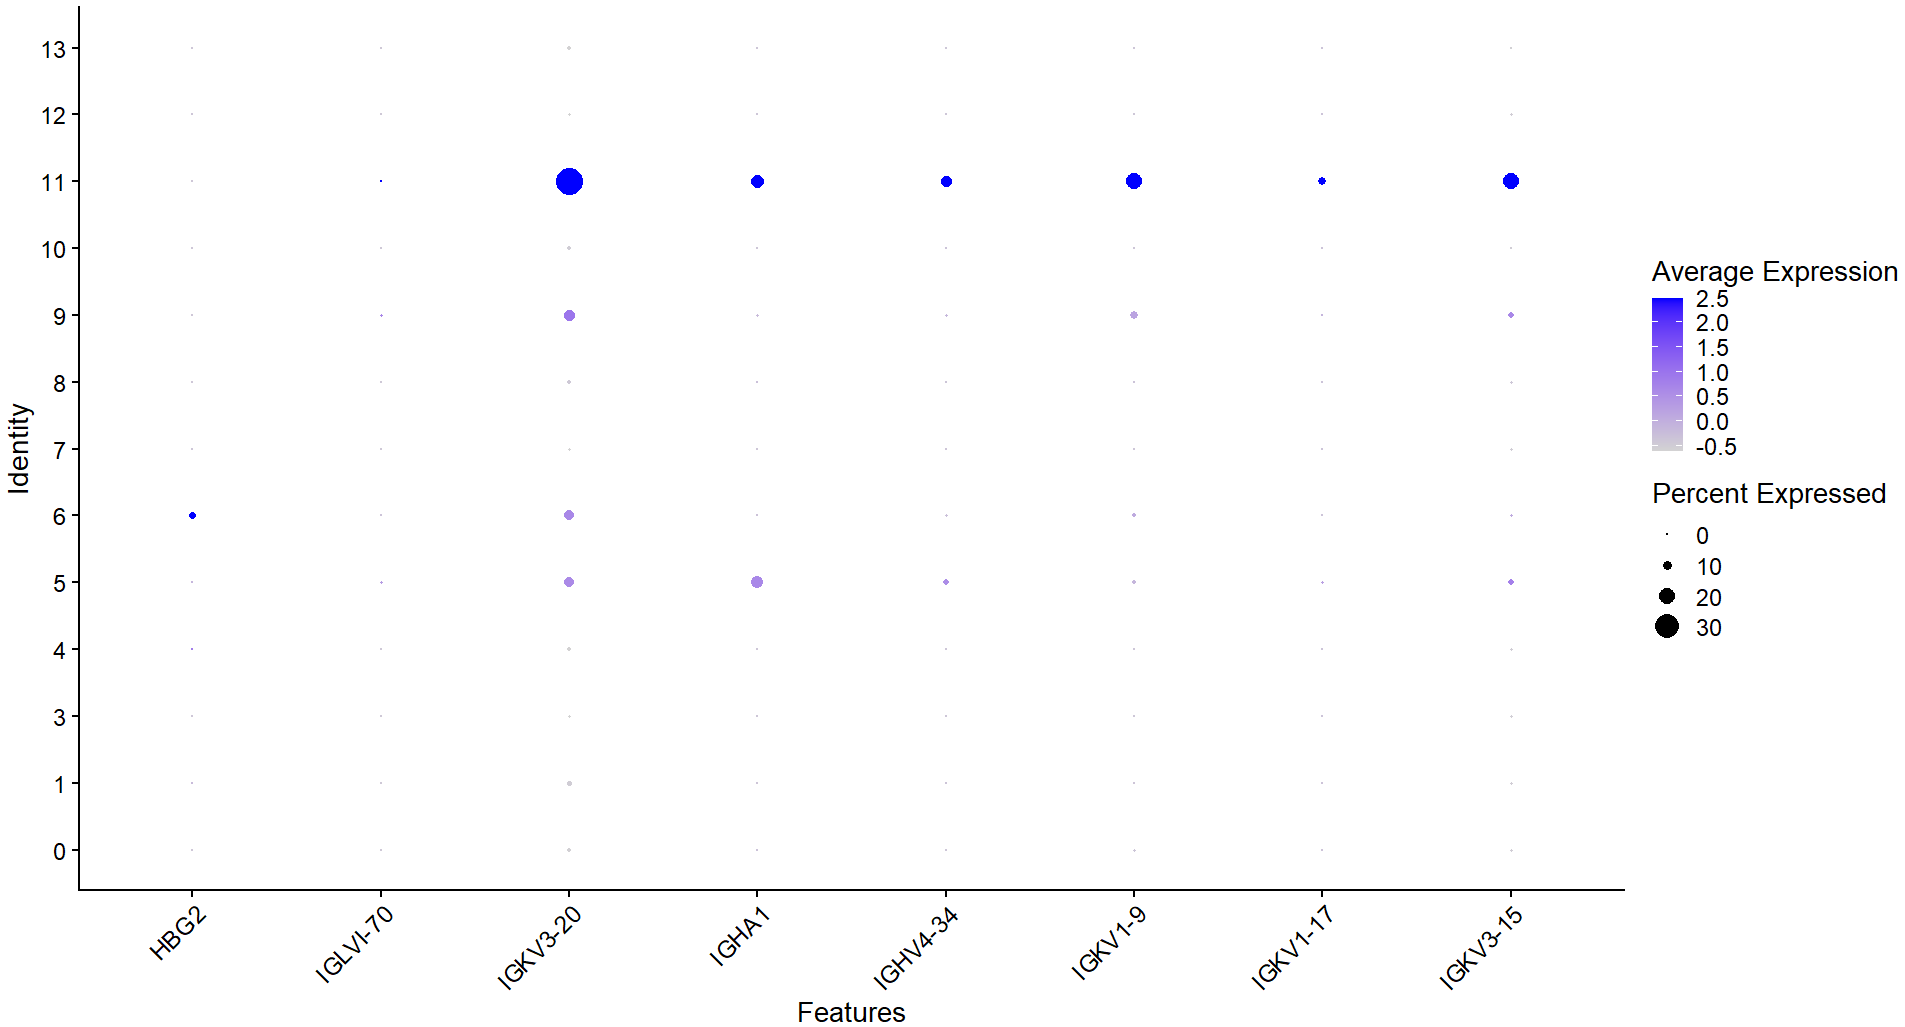 13
12
11
10
9
8
7
6
5
4
3
1
0
Identity
HBG2
IGLVI-70
IGKV3-20
IGHA1
IGHV4-34
IGKV1-9
IGKV1-17
IGKV3-15
Features
Average Expression
2.5
2.0
1.5
1.0
0.5
0.0
-0.5
Percent Expressed
0
10
20
30